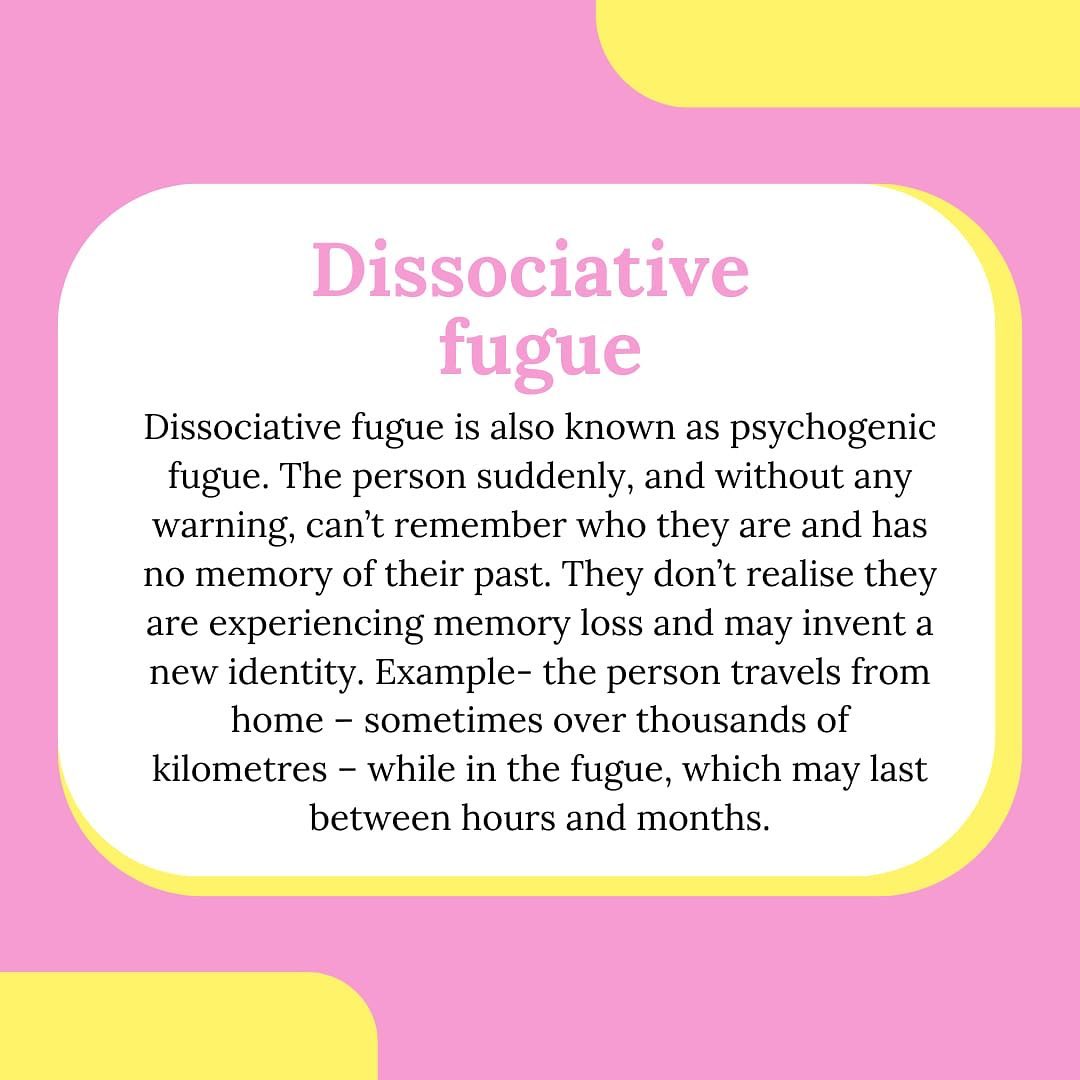 Dissociative
fugue
Dissociative fugue is also known as psychogenic
fugue. The person suddenly, and without any
warning, can’t remember who they are and has
no memory of their past. They don’t realise they
are experiencing memory loss and may invent a
new identity. Example- the person travels from
home – sometimes over thousands of
kilometres – while in the fugue, which may last
between hours and months.